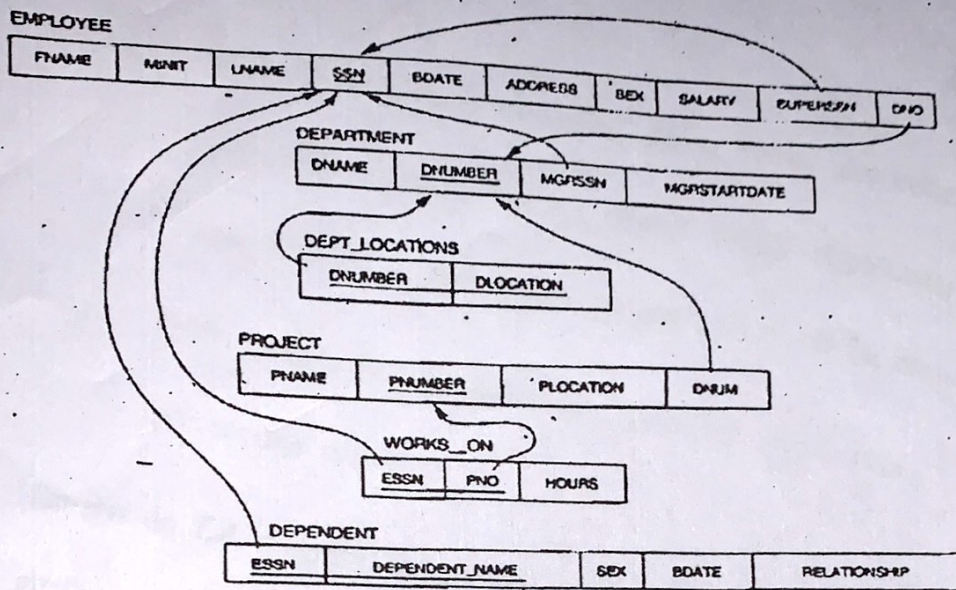 EMPLOYEE
FNAME MINIT LNAME SSN BDATE ADDRESS SEX SALARY SUPERSSN DNO
DEPARTMENT
DNAME DNUMBER MGRSSN MGRSTARTDATE
DEPT_LOCATIONS
DNUMBER DLOCATION
PROJECT
PNAME PNUMBER PLOCATION DNUM
WORKS_ON
ESSN PNO HOURS
DEPENDENT
ESSN DEPENDENT_NAME SEX BDATE RELATIONSHIP